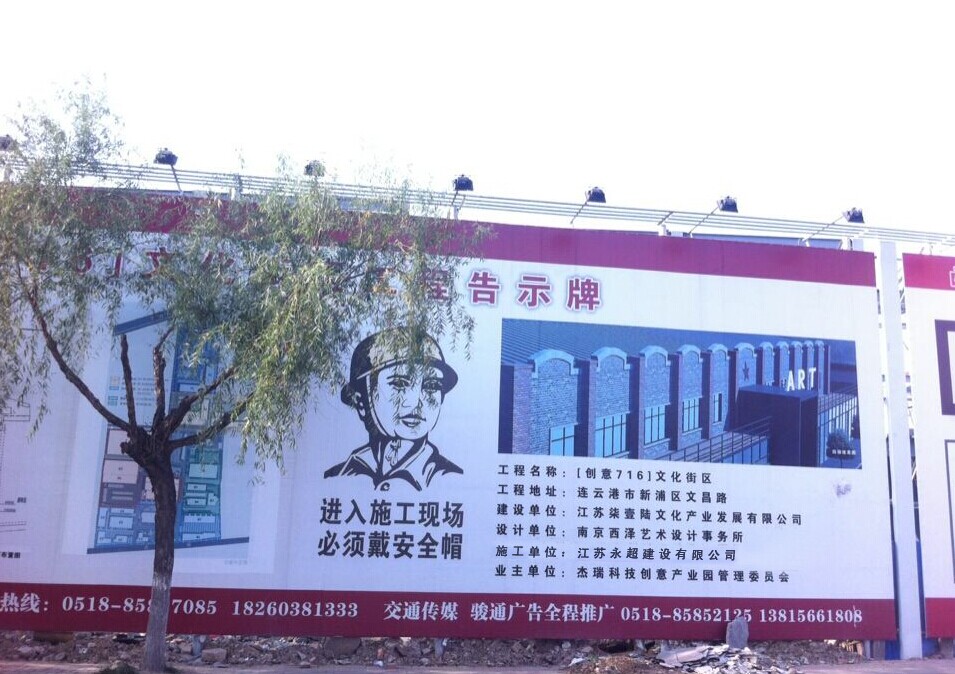 文化
程告示牌
ART
进入施工现场
必须戴安全帽
工程名称：[创意716]文化街区
工程地址：连云港市新浦区文昌路
建设单位：江苏柒壹陆文化产业发展有限公司
设计单位：南京西泽艺术设计事务所
施工单位：江苏永超建设有限公司
业主单位：杰瑞科技创意产业园管理委员会
热线：0518-85 7085 18260381333 交通传媒 骏通广告全程推广 0518-85852125 13815661808